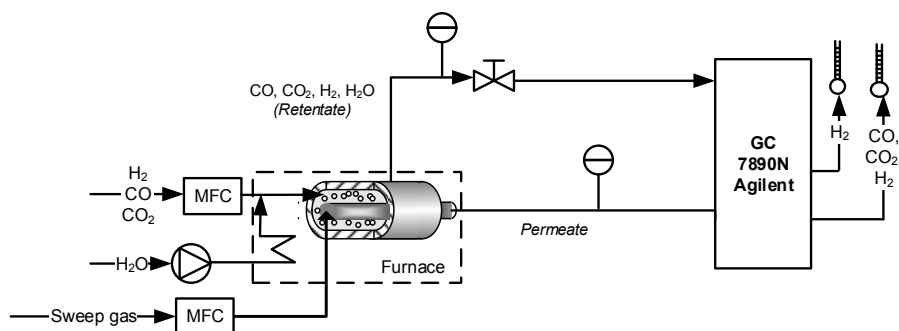 CO, CO₂, H₂, H₂O
(Retentate)
H₂
CO
CO₂
MFC
H₂O
Sweep gas
MFC
Furnace
Permeate
GC
7890N
Agilent
H₂
CO,
CO₂
H₂